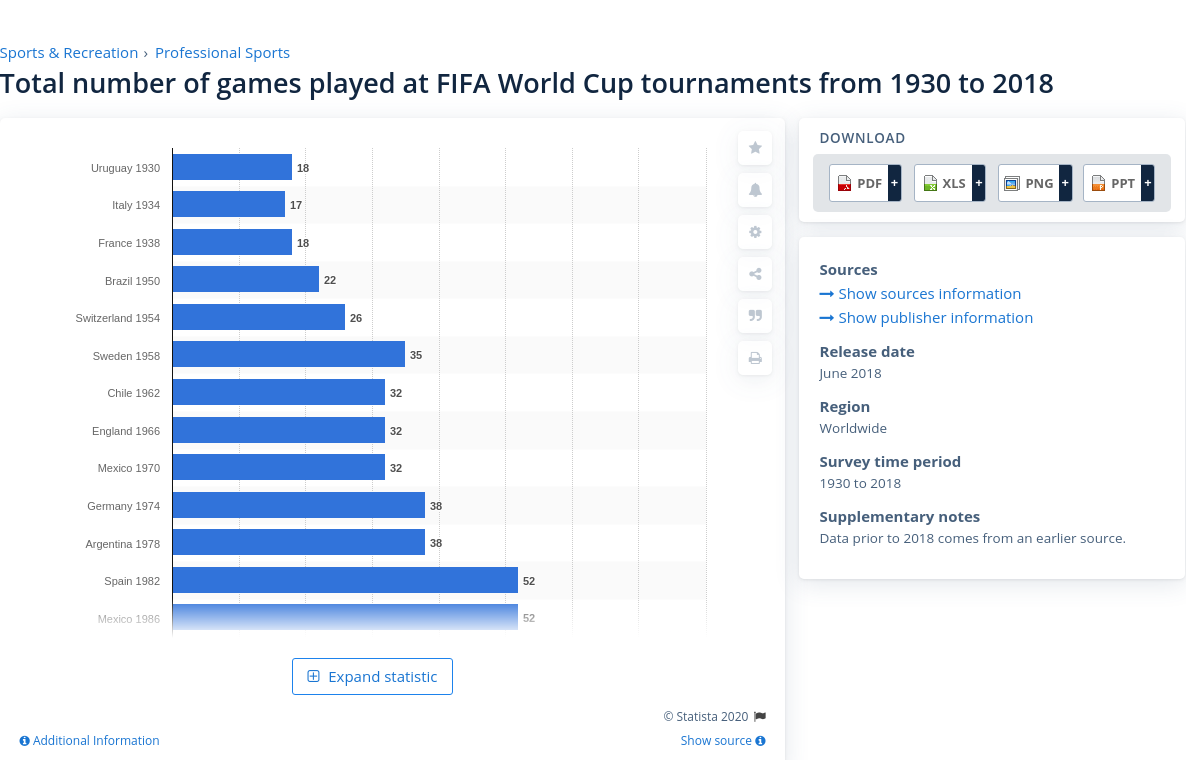 Sports & Recreation › Professional Sports
Total number of games played at FIFA World Cup tournaments from 1930 to 2018
Uruguay 1930 18
Italy 1934 17
France 1938 18
Brazil 1950 22
Switzerland 1954 26
Sweden 1958 35
Chile 1962 32
England 1966 32
Mexico 1970 32
Germany 1974 38
Argentina 1978 38
Spain 1982 52
Mexico 1986 52
Expand statistic
© Statista 2020
Additional Information
Show source
DOWNLOAD
PDF + XLS + PNG + PPT +
Sources
Show sources information
Show publisher information
Release date
June 2018
Region
Worldwide
Survey time period
1930 to 2018
Supplementary notes
Data prior to 2018 comes from an earlier source.